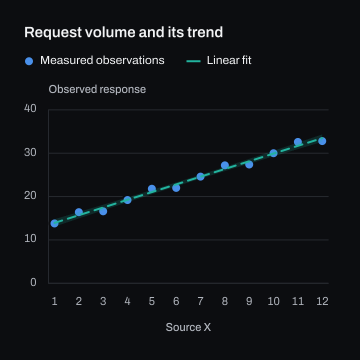 Request volume and its trend
Measured observations
Linear fit
Observed response
40
30
20
10
0
1 2 3 4 5 6 7 8 9 10 11 12
Source X